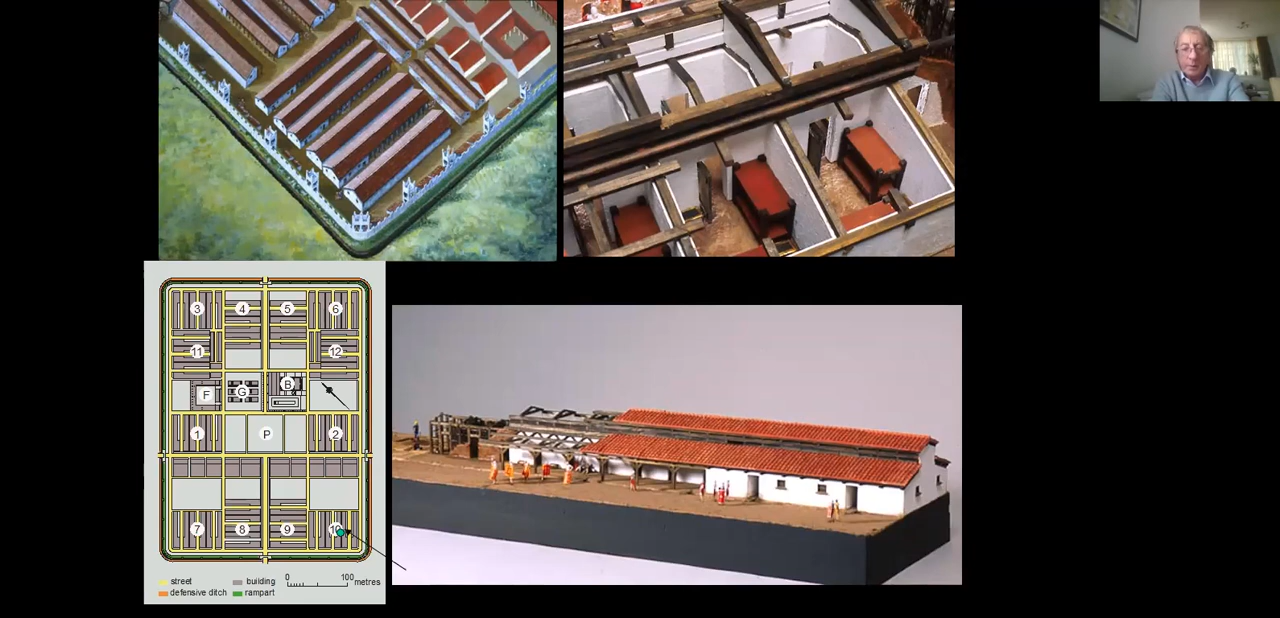 3 4 5 6
11 12
F G B
1 P 2
7 8 9 10
street building 0 100 metres
defensive ditch rampart